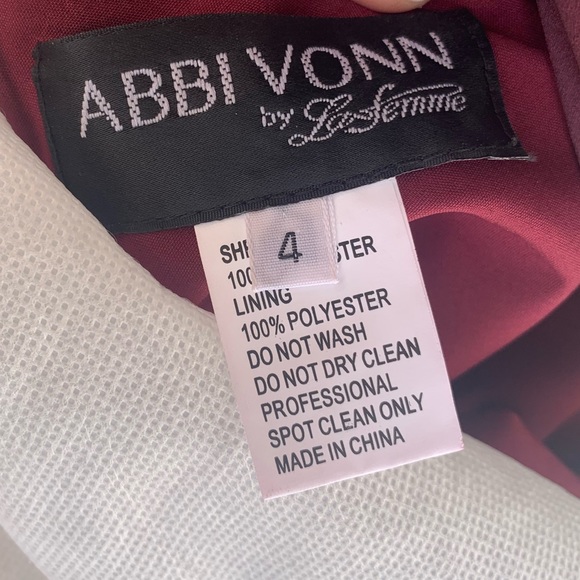 ABBI VONN
by La Femme
4
100
LINING
100% POLYESTER
DO NOT WASH
DO NOT DRY CLEAN
PROFESSIONAL
SPOT CLEAN ONLY
MADE IN CHINA